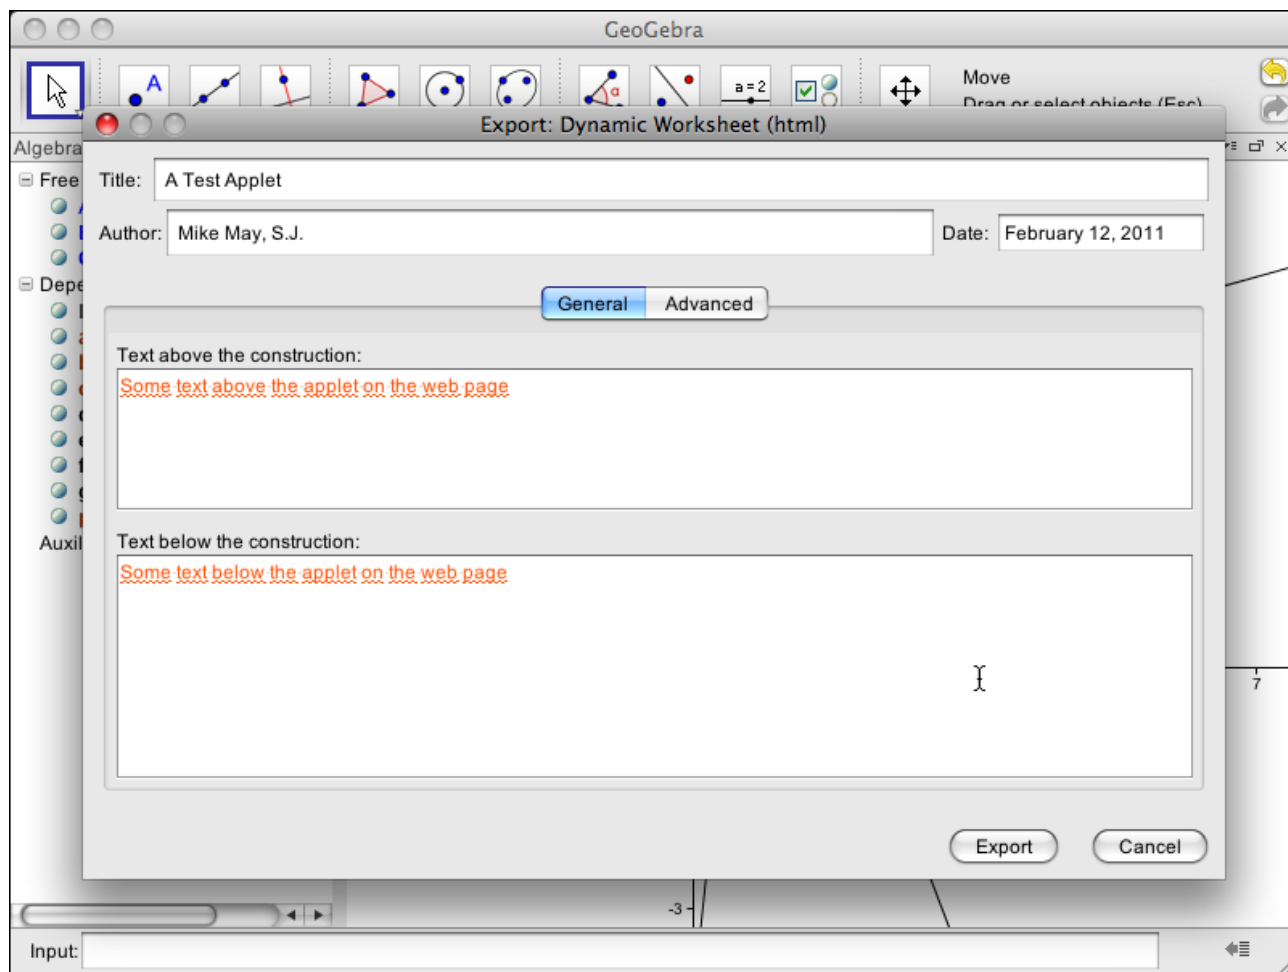 GeoGebra
A
α
a=2
Move
Drag or select objects (Esc)
Export: Dynamic Worksheet (html)
Algebra
Free
Title: A Test Applet
Author: Mike May, S.J. Date: February 12, 2011
General Advanced
Text above the construction:
Some text above the applet on the web page
Text below the construction:
Some text below the applet on the web page
7
Export Cancel
-3
Input: